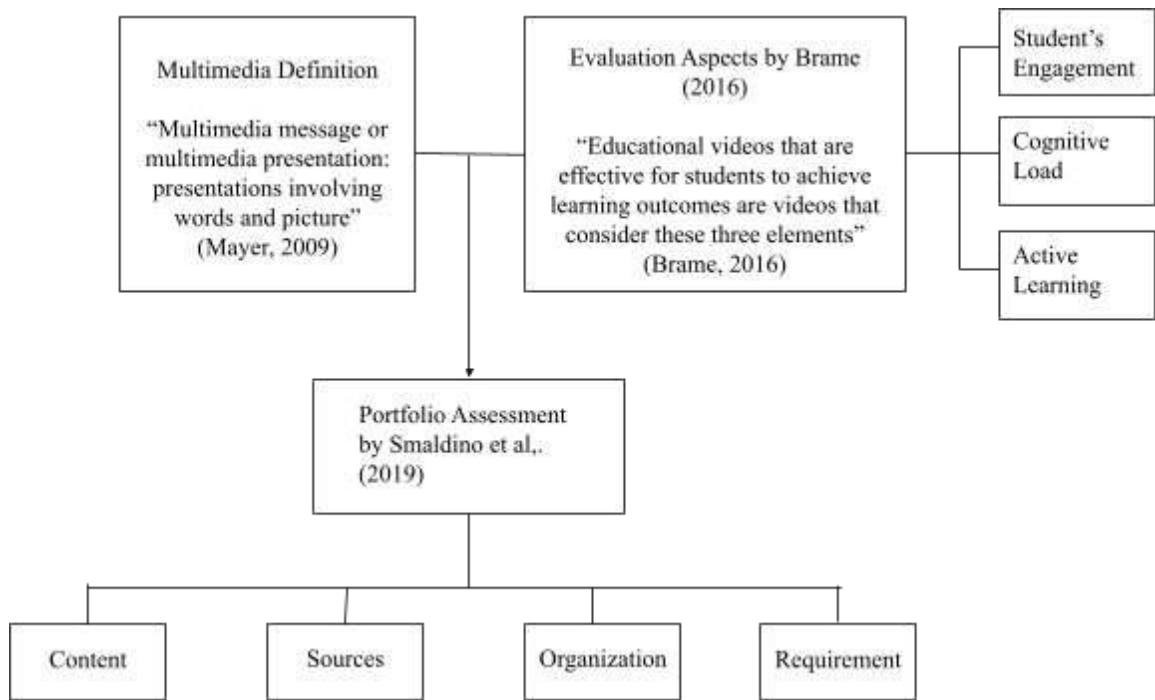 Multimedia Definition
“Multimedia message or
multimedia presentation:
presentations involving
words and picture”
(Mayer, 2009)
Evaluation Aspects by Brame
(2016)
“Educational videos that are
effective for students to achieve
learning outcomes are videos that
consider these three elements”
(Brame, 2016)
Student’s
Engagement
Cognitive
Load
Active
Learning
Portfolio Assessment
by Smaldino et al,.
(2019)
Content
Sources
Organization
Requirement